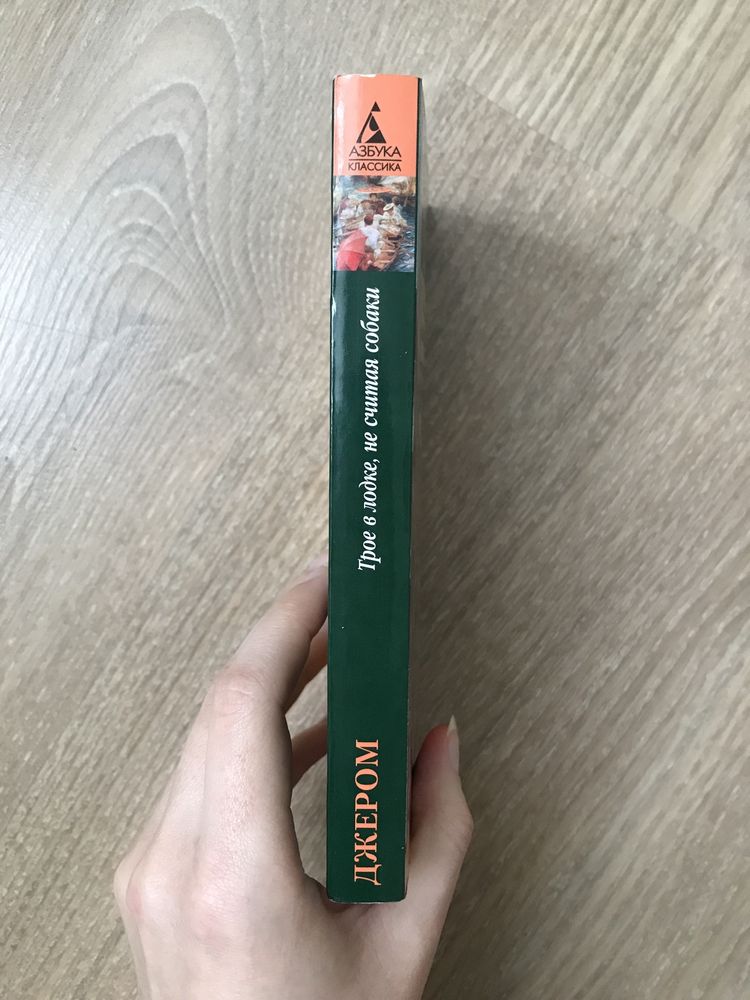 АЗБУКА
КЛАССИКА
Трое в лодке, не считая собаки
ДЖЕРОМ